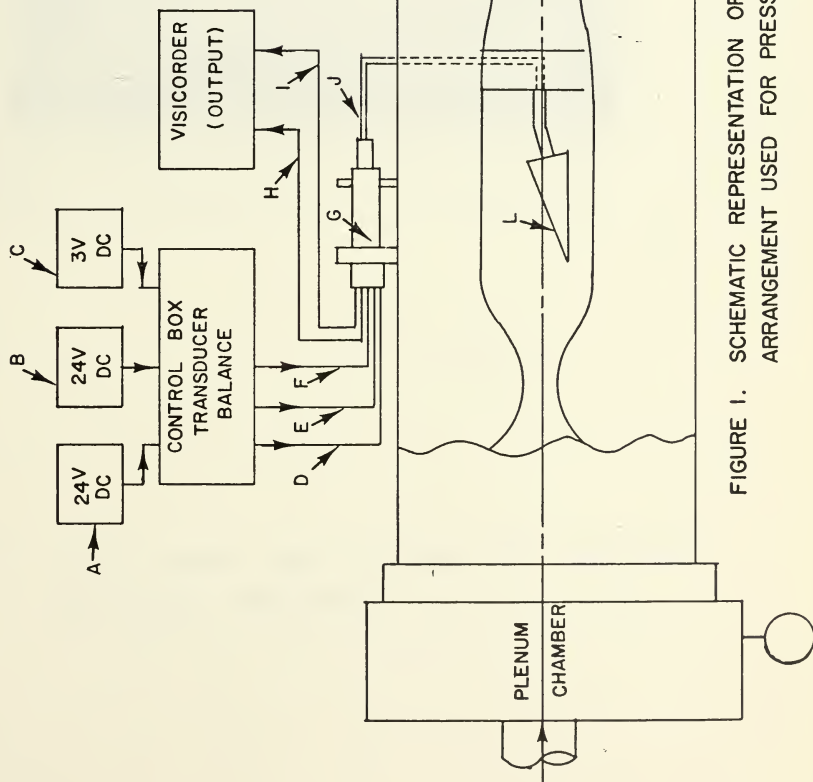 A
B
C
24V
DC
24V
DC
3V
DC
CONTROL BOX
TRANSDUCER
BALANCE
VISICORDER
(OUTPUT)
D
E
F
G
H
I
J
L
PLENUM
CHAMBER
FIGURE 1. SCHEMATIC REPRESENTATION OF
ARRANGEMENT USED FOR PRESS